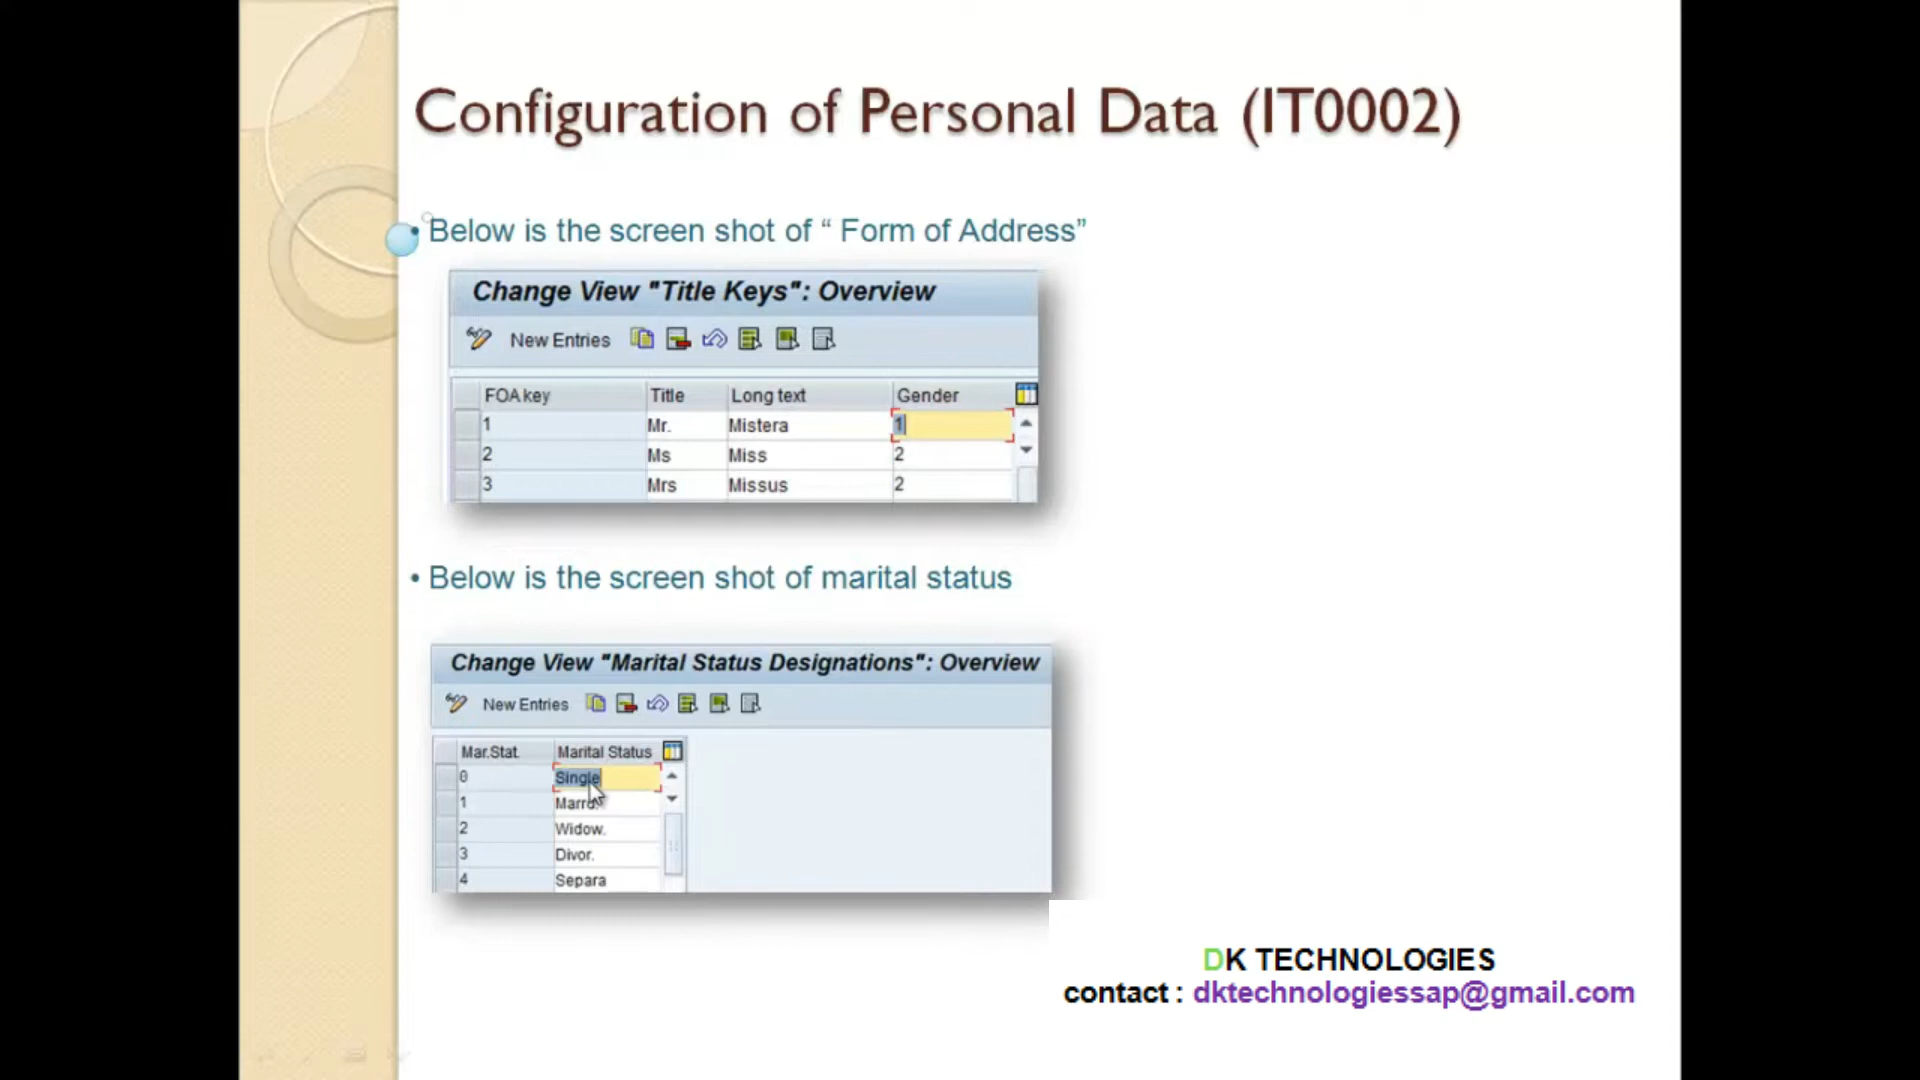 Configuration of Personal Data (IT0002)
• Below is the screen shot of “ Form of Address”
Change View "Title Keys": Overview
New Entries
FOA key Title Long text Gender
1 Mr. Mistera 1
2 Ms Miss 2
3 Mrs Missus 2
• Below is the screen shot of marital status
Change View "Marital Status Designations": Overview
New Entries
Mar.Stat. Marital Status
0 Single
1 Marrd.
2 Widow.
3 Divor.
4 Separa
DK TECHNOLOGIES
contact : dktechnologiessap@gmail.com